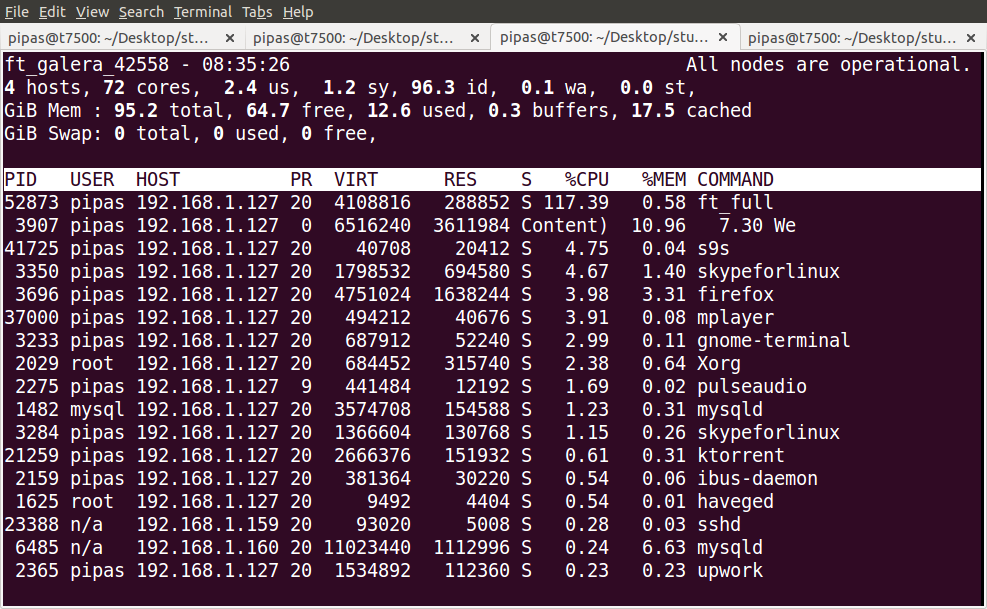 File Edit View Search Terminal Tabs Help
pipas@t7500: ~/Desktop/st... × pipas@t7500: ~/Desktop/st... × pipas@t7500: ~/Desktop/stu... × pipas@t7500: ~/Desktop/stu... ×
ft_galera_42558 - 08:35:26 All nodes are operational.
4 hosts, 72 cores, 2.4 us, 1.2 sy, 96.3 id, 0.1 wa, 0.0 st,
GiB Mem : 95.2 total, 64.7 free, 12.6 used, 0.3 buffers, 17.5 cached
GiB Swap: 0 total, 0 used, 0 free,
PID USER HOST PR VIRT RES S %CPU %MEM COMMAND
52873 pipas 192.168.1.127 20 4108816 288852 S 117.39 0.58 ft_full
3907 pipas 192.168.1.127 0 6516240 3611984 Content) 10.96 7.30 We
41725 pipas 192.168.1.127 20 40708 20412 S 4.75 0.04 s9s
3350 pipas 192.168.1.127 20 1798532 694580 S 4.67 1.40 skypeforlinux
3696 pipas 192.168.1.127 20 4751024 1638244 S 3.98 3.31 firefox
37000 pipas 192.168.1.127 20 494212 40676 S 3.91 0.08 mplayer
3233 pipas 192.168.1.127 20 687912 52240 S 2.99 0.11 gnome-terminal
2029 root 192.168.1.127 20 684452 315740 S 2.38 0.64 Xorg
2275 pipas 192.168.1.127 9 441484 12192 S 1.69 0.02 pulseaudio
1482 mysql 192.168.1.127 20 3574708 154588 S 1.23 0.31 mysqld
3284 pipas 192.168.1.127 20 1366604 130768 S 1.15 0.26 skypeforlinux
21259 pipas 192.168.1.127 20 2666376 151932 S 0.61 0.31 ktorrent
2159 pipas 192.168.1.127 20 381364 30220 S 0.54 0.06 ibus-daemon
1625 root 192.168.1.127 20 9492 4404 S 0.54 0.01 haveged
23388 n/a 192.168.1.159 20 93020 5008 S 0.28 0.03 sshd
6485 n/a 192.168.1.160 20 11023440 1112996 S 0.24 6.63 mysqld
2365 pipas 192.168.1.127 20 1534892 112360 S 0.23 0.23 upwork